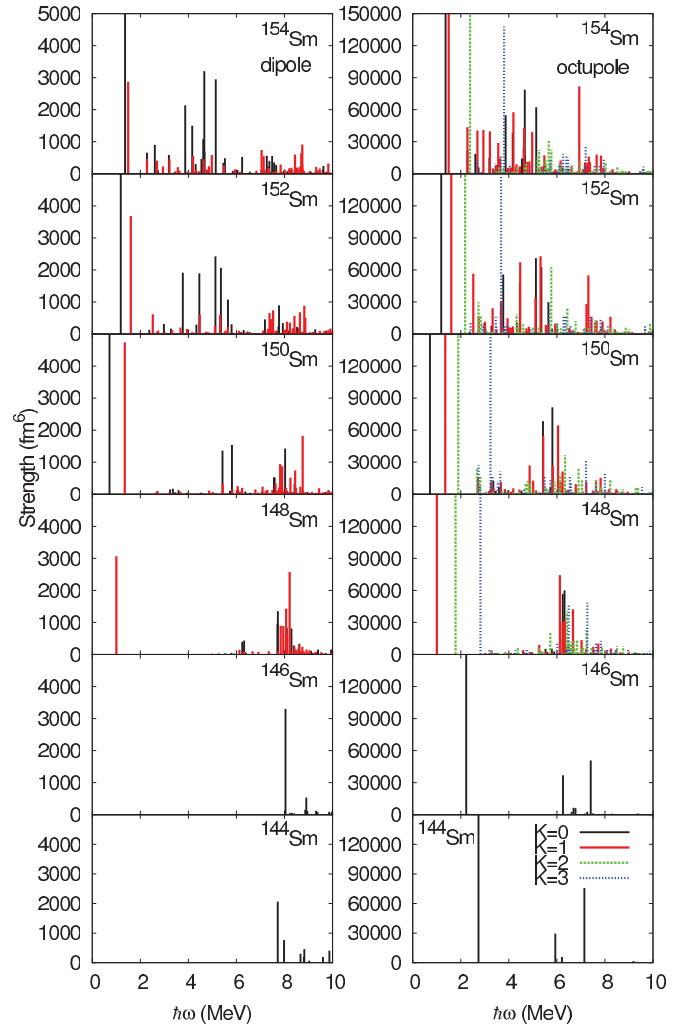 5000
4000
3000
2000
1000
0
154Sm
dipole
150000
120000
90000
60000
30000
0
154Sm
octupole
4000
3000
2000
1000
0
152Sm
120000
90000
60000
30000
0
152Sm
4000
3000
2000
1000
0
150Sm
120000
90000
60000
30000
0
150Sm
Strength (fm6)
4000
3000
2000
1000
0
148Sm
120000
90000
60000
30000
0
148Sm
4000
3000
2000
1000
0
146Sm
120000
90000
60000
30000
0
146Sm
4000
3000
2000
1000
0
144Sm
120000
90000
60000
30000
0
144Sm
K=0
K=1
K=2
K=3
0 2 4 6 8 10
0 2 4 6 8 10
ℏω (MeV)
ℏω (MeV)